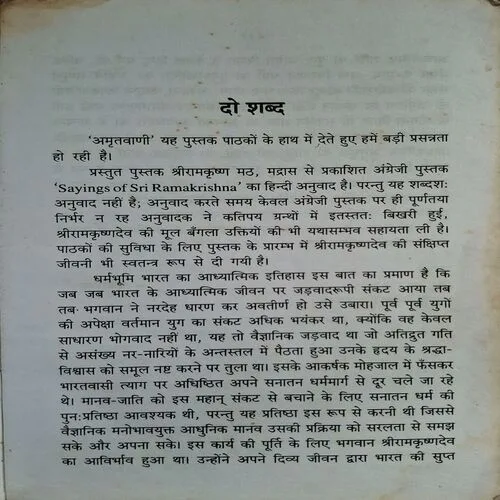 दो शब्द
'अमृतवाणी' यह पुस्तक पाठकों के हाथ में देते हुए हमें बड़ी प्रसन्नता
हो रही है।
प्रस्तुत पुस्तक श्रीरामकृष्ण मठ, मद्रास से प्रकाशित अंग्रेजी पुस्तक
'Sayings of Sri Ramakrishna' का हिन्दी अनुवाद है। परन्तु यह शब्दशः
अनुवाद नहीं है; अनुवाद करते समय केवल अंग्रेजी पुस्तक पर ही पूर्णतया
निर्भर न रह अनुवादक ने कतिपय ग्रन्थों में इतस्ततः बिखरी हुई,
श्रीरामकृष्णदेव की मूल बँगला उक्तियों की भी यथासम्भव सहायता ली है।
पाठकों की सुविधा के लिए पुस्तक के प्रारम्भ में श्रीरामकृष्णदेव की संक्षिप्त
जीवनी भी स्वतन्त्र रूप से दी गयी है।
धर्मभूमि भारत का आध्यात्मिक इतिहास इस बात का प्रमाण है कि
जब जब भारत के आध्यात्मिक जीवन पर जड़वादरूपी संकट आया तब
तब भगवान ने नरदेह धारण कर अवतीर्ण हो उसे उबारा। पूर्व पूर्व युगों
की अपेक्षा वर्तमान युग का संकट अधिक भयंकर था, क्योंकि वह केवल
साधारण भोगवाद नहीं था, यह तो वैज्ञानिक जड़वाद था जो अतिद्रुत गति
से असंख्य नर-नारियों के अन्तस्तल में पैठता हुआ उनके हृदय के श्रद्धा-
विश्वास को समूल नष्ट करने पर तुला था। इसके आकर्षक मोहजाल में फँसकर
भारतवासी त्याग पर अधिष्ठित अपने सनातन धर्ममार्ग से दूर चले जा रहे
थे। मानव-जाति को इस महान् संकट से बचाने के लिए सनातन धर्म की
पुनःप्रतिष्ठा आवश्यक थी, परन्तु यह प्रतिष्ठा इस रूप से करनी थी जिससे
वैज्ञानिक मनोभावयुक्त आधुनिक मानव उसकी प्रक्रिया को सरलता से समझ
सके और अपना सके। इस कार्य की पूर्ति के लिए भगवान श्रीरामकृष्णदेव
का आविर्भाव हुआ था। उन्होंने अपने दिव्य जीवन द्वारा भारत की सुप्त